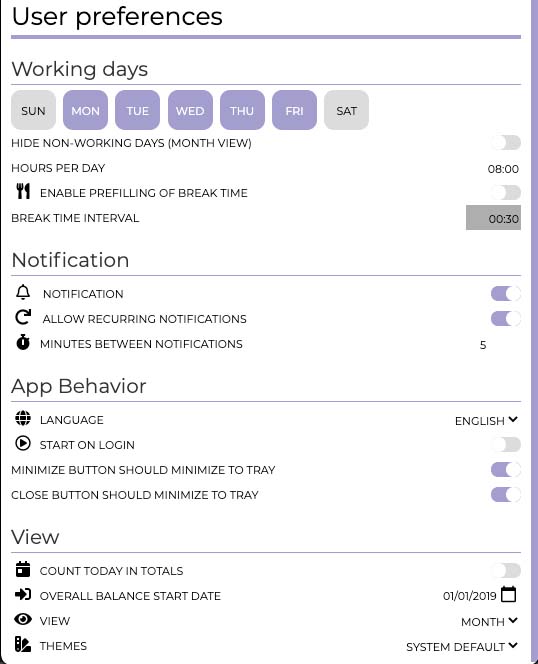 User preferences
Working days
SUN MON TUE WED THU FRI SAT
HIDE NON-WORKING DAYS (MONTH VIEW)
HOURS PER DAY 08:00
ENABLE PREFILLING OF BREAK TIME
BREAK TIME INTERVAL 00:30
Notification
NOTIFICATION
ALLOW RECURRING NOTIFICATIONS
MINUTES BETWEEN NOTIFICATIONS 5
App Behavior
LANGUAGE ENGLISH
START ON LOGIN
MINIMIZE BUTTON SHOULD MINIMIZE TO TRAY
CLOSE BUTTON SHOULD MINIMIZE TO TRAY
View
COUNT TODAY IN TOTALS
OVERALL BALANCE START DATE 01/01/2019
VIEW MONTH
THEMES SYSTEM DEFAULT